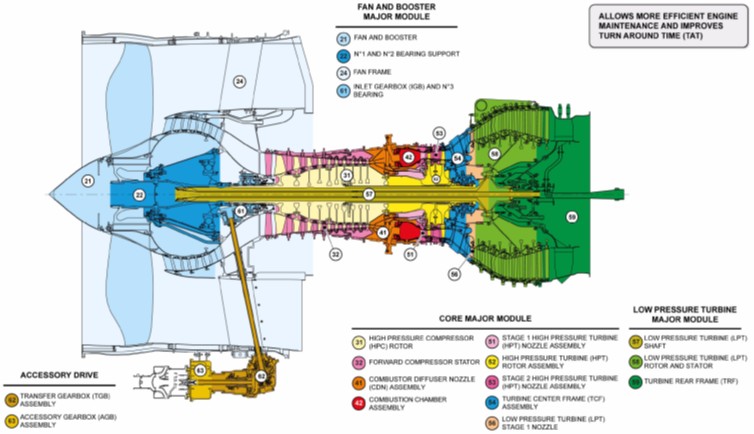 FAN AND BOOSTER
MAJOR MODULE
21 FAN AND BOOSTER
22 N°1 AND N°2 BEARING SUPPORT
24 FAN FRAME
61 INLET GEARBOX (IGB) AND N°3
BEARING
ALLOWS MORE EFFICIENT ENGINE
MAINTENANCE AND IMPROVES
TURN AROUND TIME (TAT)
24
53
42
54
58
31
21
22
57
61
41
59
32
51
56
63
62
ACCESSORY DRIVE
62 TRANSFER GEARBOX (TGB)
ASSEMBLY
63 ACCESSORY GEARBOX (AGB)
ASSEMBLY
CORE MAJOR MODULE
31 HIGH PRESSURE COMPRESSOR
(HPC) ROTOR
32 FORWARD COMPRESSOR STATOR
41 COMBUSTOR DIFFUSER NOZZLE
(CDN) ASSEMBLY
42 COMBUSTION CHAMBER
ASSEMBLY
51 STAGE 1 HIGH PRESSURE TURBINE
(HPT) NOZZLE ASSEMBLY
52 HIGH PRESSURE TURBINE (HPT)
ROTOR ASSEMBLY
53 STAGE 2 HIGH PRESSURE TURBINE
(HPT) NOZZLE ASSEMBLY
54 TURBINE CENTER FRAME (TCF)
ASSEMBLY
56 LOW PRESSURE TURBINE (LPT)
STAGE 1 NOZZLE
LOW PRESSURE TURBINE
MAJOR MODULE
57 LOW PRESSURE TURBINE (LPT)
SHAFT
58 LOW PRESSURE TURBINE (LPT)
ROTOR AND STATOR
59 TURBINE REAR FRAME (TRF)